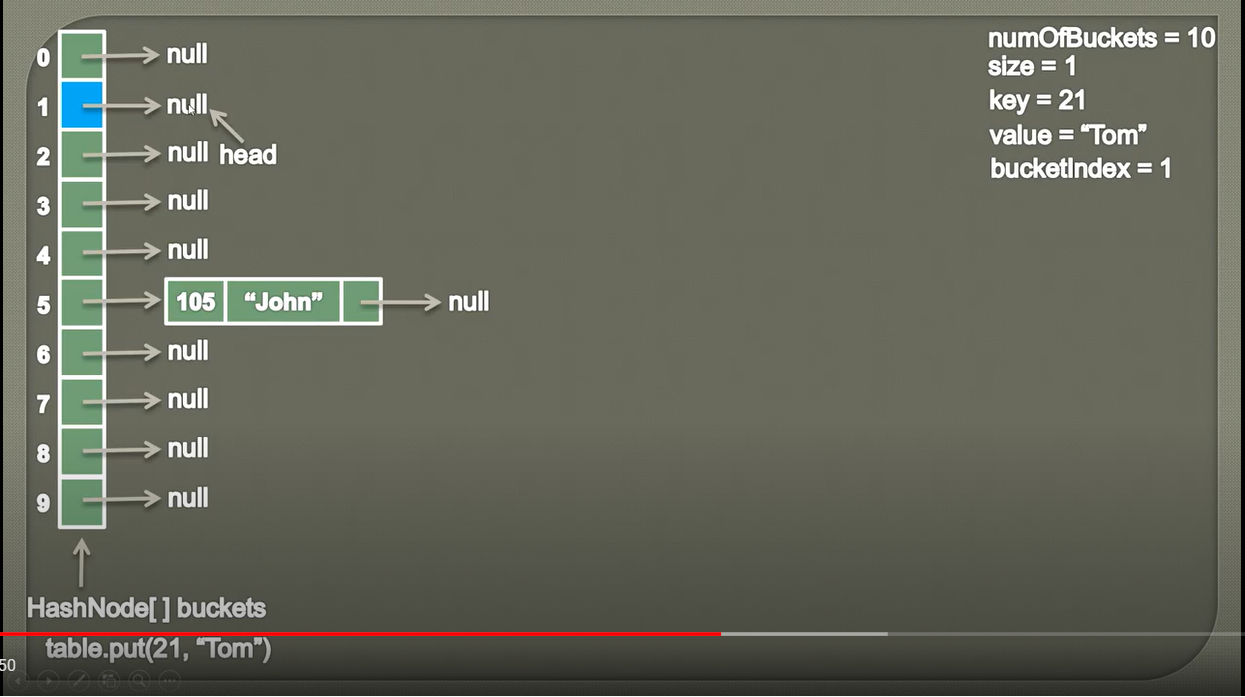 0 null
1 null
head
2 null
3 null
4 null
5 105 “John” null
6 null
7 null
8 null
9 null
HashNode[ ] buckets
table.put(21, “Tom”)
50
numOfBuckets = 10
size = 1
key = 21
value = “Tom”
bucketIndex = 1